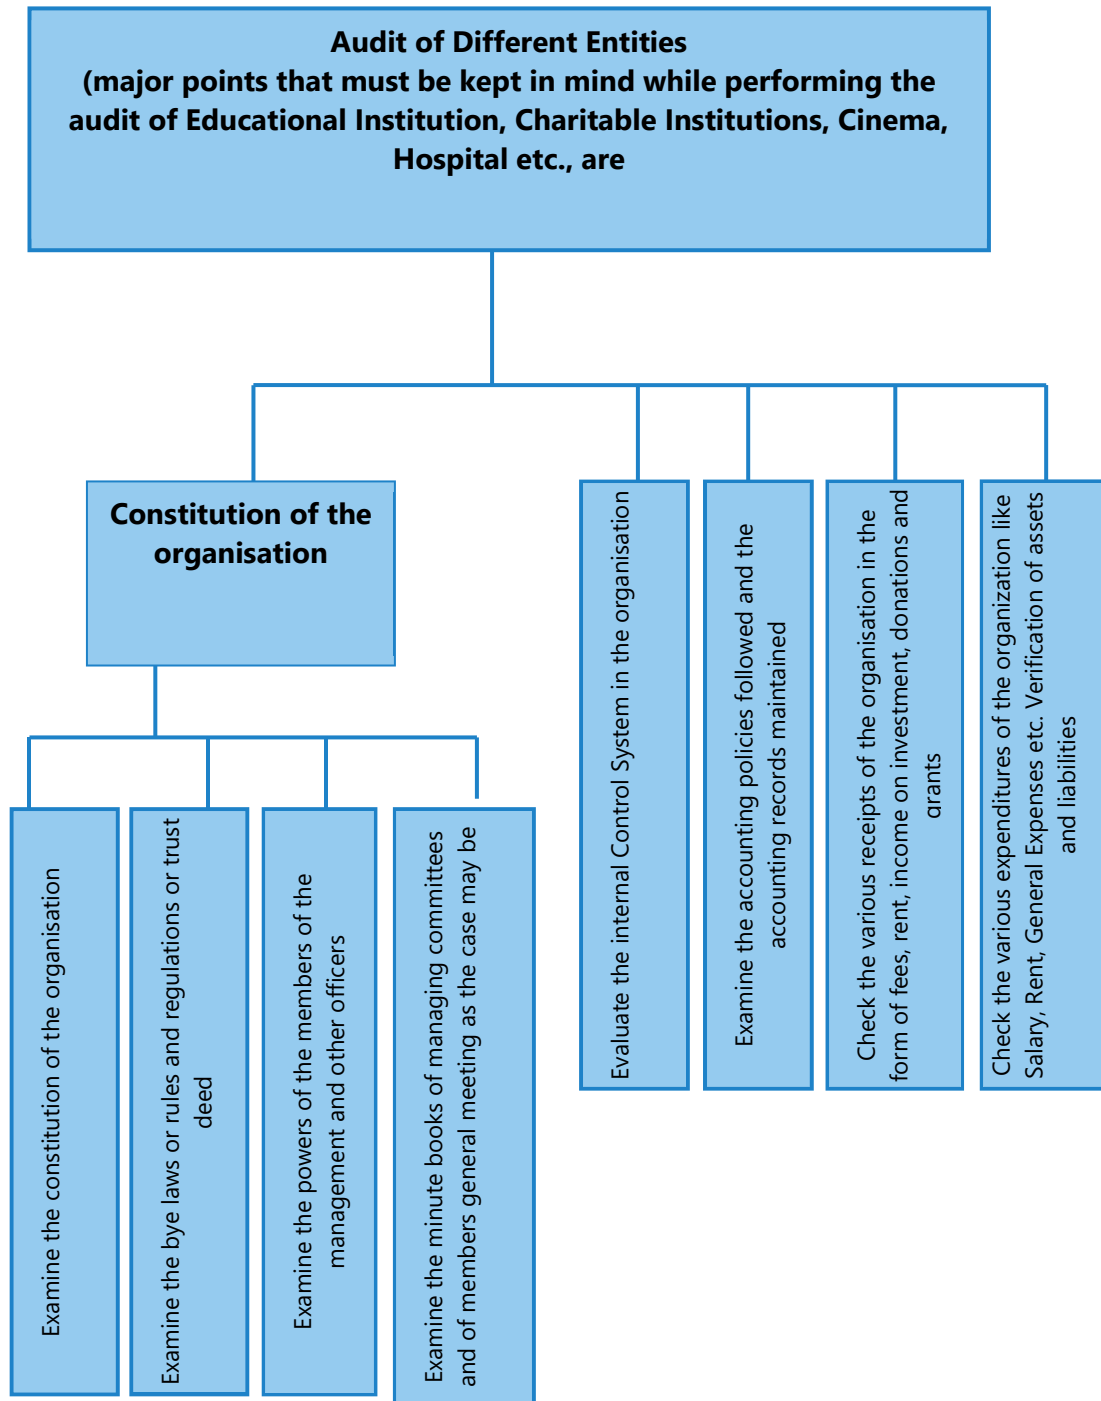 Audit of Different Entities
(major points that must be kept in mind while performing the
audit of Educational Institution, Charitable Institutions, Cinema,
Hospital etc., are
Constitution of the
organisation
Evaluate the internal Control System in the organisation
Examine the accounting policies followed and the
accounting records maintained
Check the various receipts of the organisation in the
form of fees, rent, income on investment, donations and
grants
Check the various expenditures of the organization like
Salary, Rent, General Expenses etc. Verification of assets
and liabilities
Examine the constitution of the organisation
Examine the bye laws or rules and regulations or trust
deed
Examine the powers of the members of the
management and other officers
Examine the minute books of managing committees
and of members general meeting as the case may be